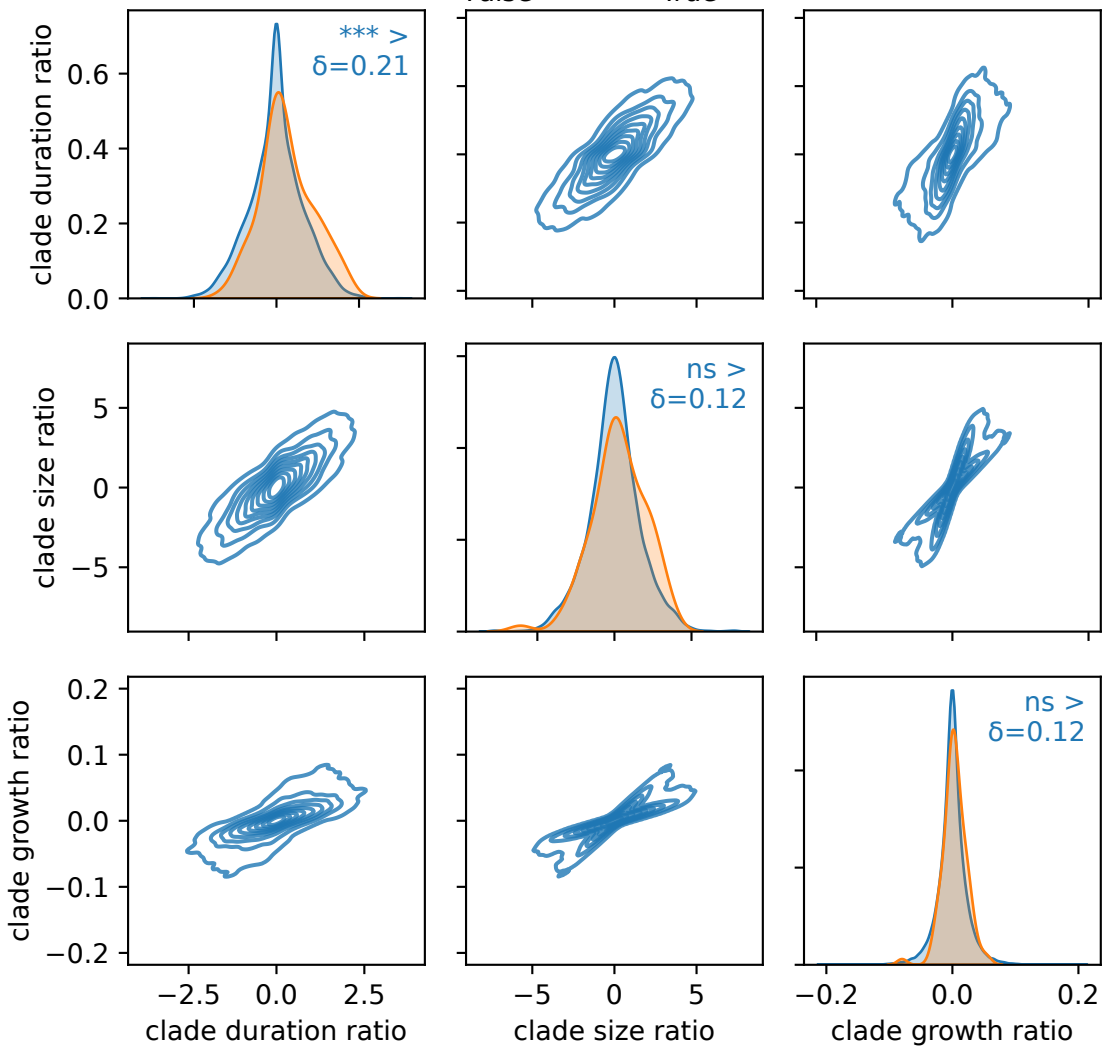 clade duration ratio
0.6
0.4
0.2
0.0
*** >
δ=0.21
clade size ratio
5
0
−5
ns >
δ=0.12
clade growth ratio
0.2
0.1
0.0
−0.1
−0.2
ns >
δ=0.12
−2.5 0.0 2.5
clade duration ratio
−5 0 5
clade size ratio
−0.2 0.0 0.2
clade growth ratio